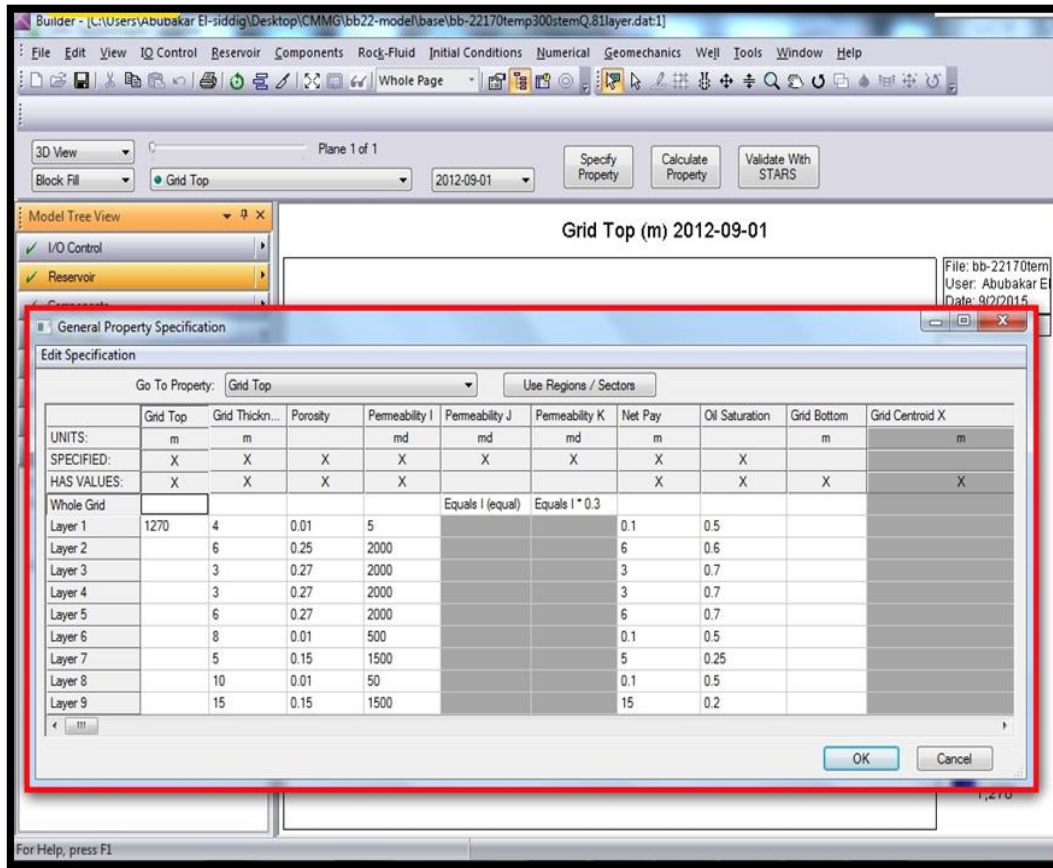 Builder - [C:\Users\Abubakar El-siddig\Desktop\CMMG\bb22-model\base\bb-22170temp300stemQ.81layer.dat:1]
File Edit View IO Control Reservoir Components Rock-Fluid Initial Conditions Numerical Geomechanics Well Tools Window Help
Whole Page
3D View Plane 1 of 1
Block Fill Grid Top 2012-09-01 Specify Property Calculate Property Validate With STARS
Model Tree View
I/O Control
Reservoir
Grid Top (m) 2012-09-01
File: bb-22170tem
User: Abubakar El
Date: 9/2/2015
General Property Specification
Edit Specification
Go To Property: Grid Top Use Regions / Sectors
Grid Top Grid Thickn... Porosity Permeability I Permeability J Permeability K Net Pay Oil Saturation Grid Bottom Grid Centroid X
UNITS: m m md md md m m m
SPECIFIED: X X X X X X X X
HAS VALUES: X X X X X X X X
Whole Grid Equals I (equal) Equals I * 0.3
Layer 1 1270 4 0.01 5 0.1 0.5
Layer 2 6 0.25 2000 6 0.6
Layer 3 3 0.27 2000 3 0.7
Layer 4 3 0.27 2000 3 0.7
Layer 5 6 0.27 2000 6 0.7
Layer 6 8 0.01 500 0.1 0.5
Layer 7 5 0.15 1500 5 0.25
Layer 8 10 0.01 50 0.1 0.5
Layer 9 15 0.15 1500 15 0.2
OK Cancel
For Help, press F1